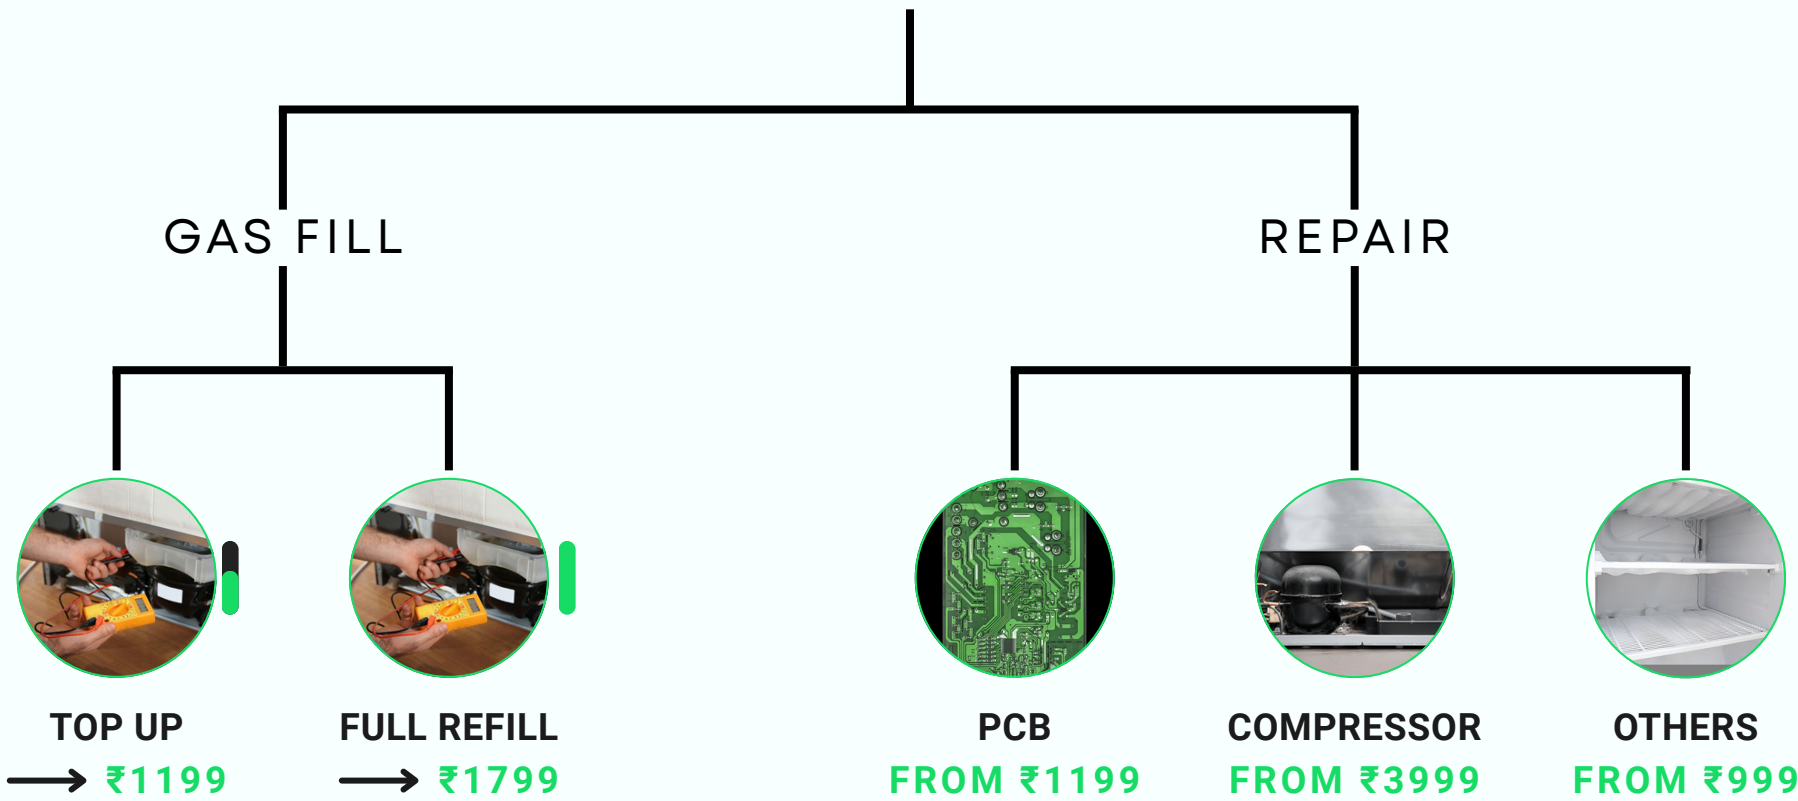 GAS FILL
REPAIR
TOP UP
₹1199
FULL REFILL
₹1799
PCB
FROM ₹1199
COMPRESSOR
FROM ₹3999
OTHERS
FROM ₹999